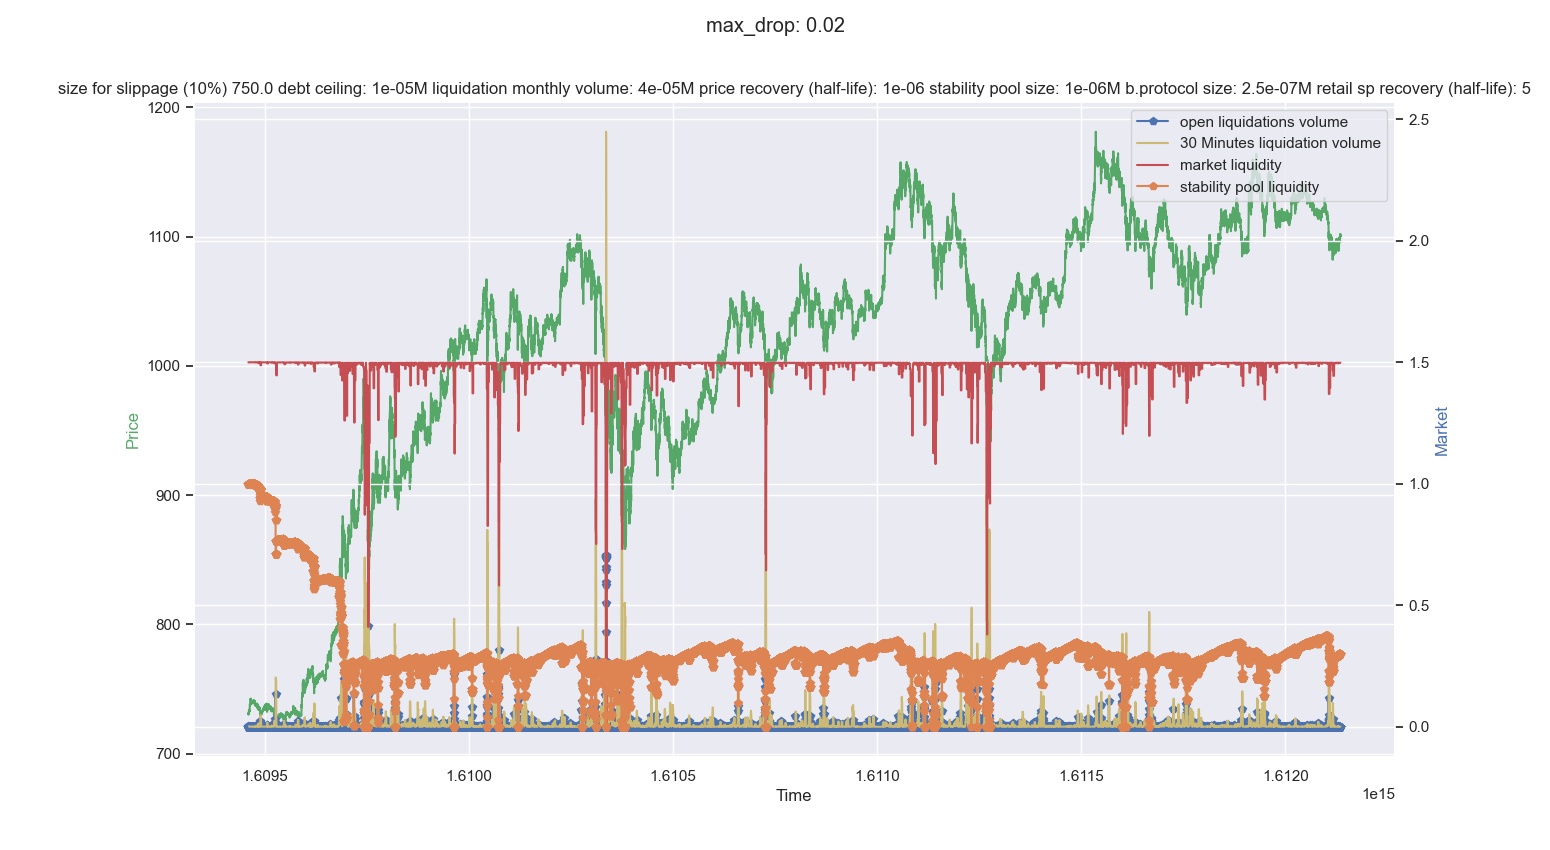 max_drop: 0.02
size for slippage (10%) 750.0 debt ceiling: 1e-05M liquidation monthly volume: 4e-05M price recovery (half-life): 1e-06 stability pool size: 1e-06M b.protocol size: 2.5e-07M retail sp recovery (half-life): 5
open liquidations volume
30 Minutes liquidation volume
market liquidity
stability pool liquidity
1200
1100
1000
900
800
700
Price
2.5
2.0
1.5
1.0
0.5
0.0
Market
1.6095
1.6100
1.6105
1.6110
1.6115
1.6120
1e15
Time